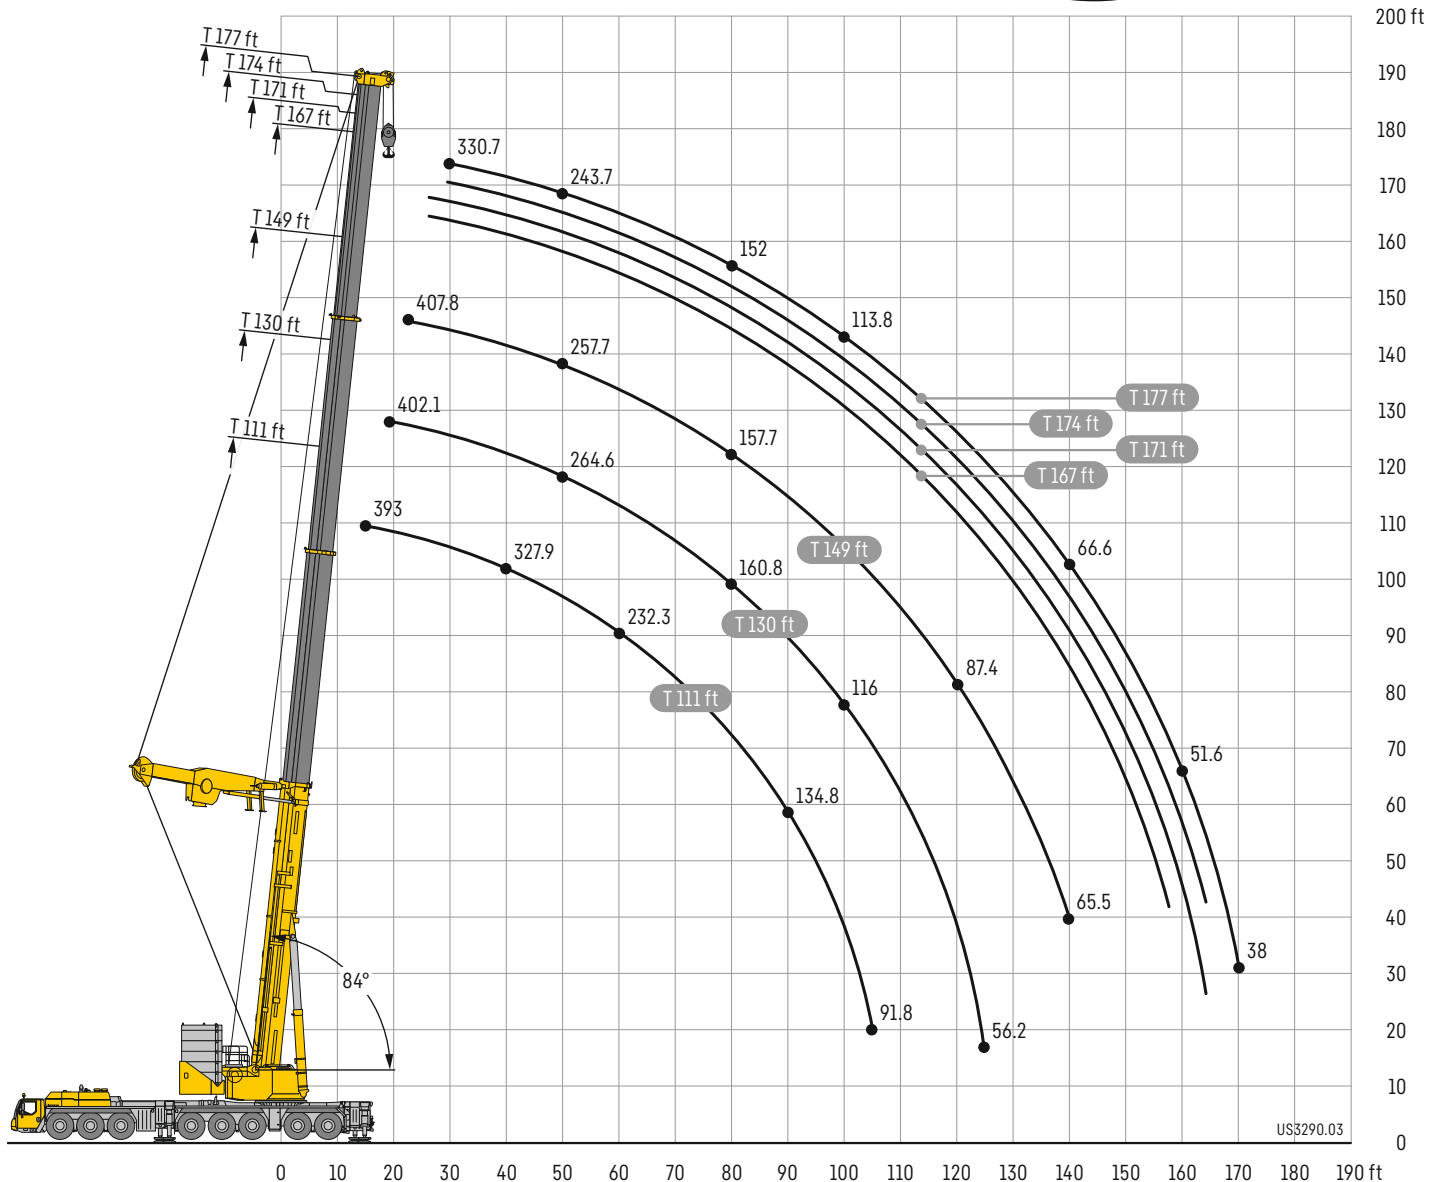 200 ft
T 177 ft
T 174 ft
T 171 ft
T 167 ft
T 149 ft
T 130 ft
T 111 ft
190
180
170
160
150
140
130
120
110
100
90
80
70
60
50
40
30
20
10
0
330.7
243.7
152
113.8
66.6
51.6
38
407.8
257.7
157.7
87.4
65.5
402.1
264.6
160.8
116
56.2
393
327.9
232.3
134.8
91.8
T 177 ft
T 174 ft
T 171 ft
T 167 ft
T 149 ft
T 130 ft
T 111 ft
84°
US3290.03
0 10 20 30 40 50 60 70 80 90 100 110 120 130 140 150 160 170 180 190 ft